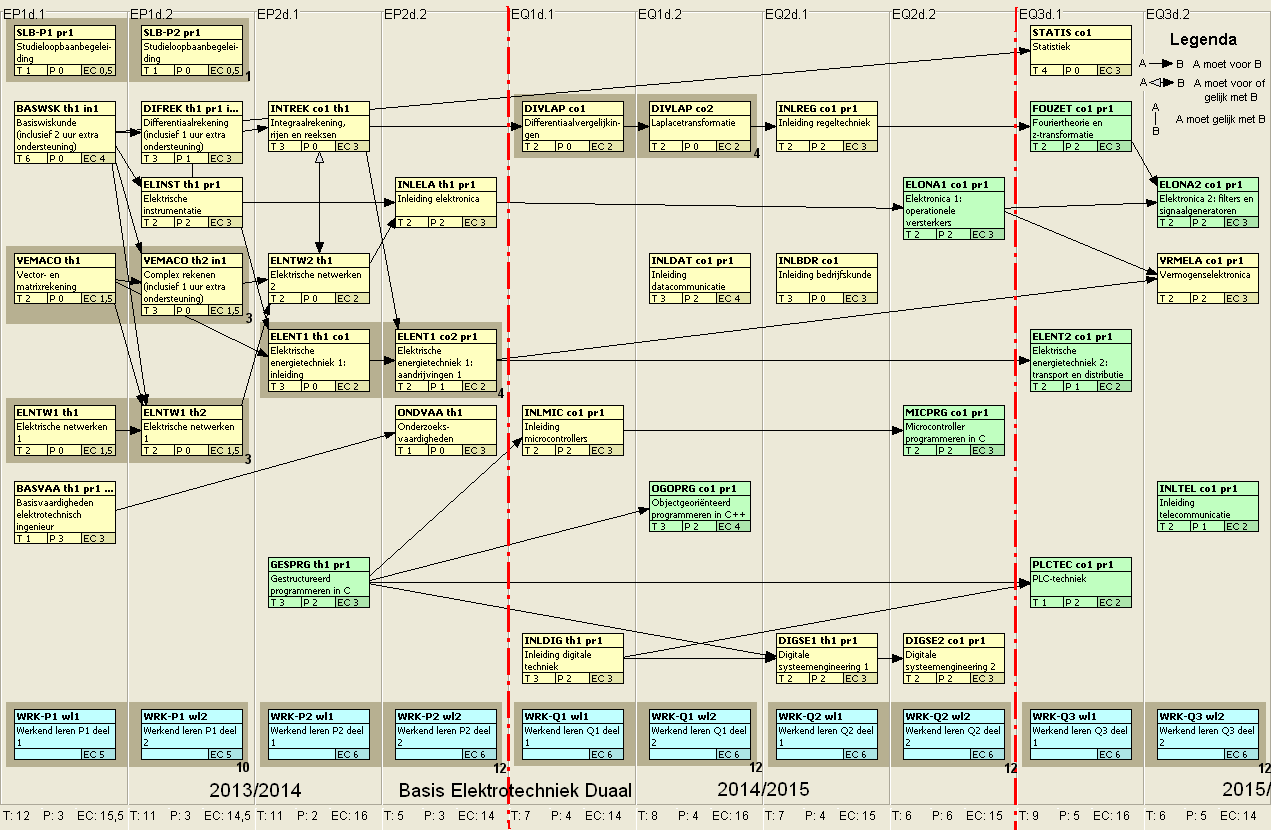 EP1d.1
EP1d.2
EP2d.1
EP2d.2
EQ1d.1
EQ1d.2
EQ2d.1
EQ2d.2
EQ3d.1
EQ3d.2
SLB-P1 pr1
Studieloopbaanbegelei-
ding
T 1 P 0 EC 0,5
SLB-P2 pr1
Studieloopbaanbegelei-
ding
T 1 P 0 EC 0,5
1
STATIS co1
Statistiek
T 4 P 0 EC 3
Legenda
A B A moet voor B
A B A moet voor of
gelijk met B
A
B
A moet gelijk met B
BASWSK th1 in1
Basiswiskunde
(inclusief 2 uur extra
ondersteuning)
T 6 P 0 EC 4
DIFREK th1 pr1 i...
Differentiaalrekening
(inclusief 1 uur extra
ondersteuning)
T 3 P 1 EC 3
INTREK co1 th1
Integraalrekening,
rijen en reeksen
T 3 P 0 EC 3
DIVLAP co1
Differentiaalvergelijkin-
gen
T 2 P 0 EC 2
DIVLAP co2
Laplacetransformatie
T 2 P 0 EC 2
4
INLREG co1 pr1
Inleiding regeltechniek
T 2 P 2 EC 3
FOUZET co1 pr1
Fouriertheorie en
z-transformatie
T 2 P 2 EC 3
ELINST th1 pr1
Elektrische
instrumentatie
T 2 P 2 EC 3
INLELA th1 pr1
Inleiding elektronica
T 2 P 2 EC 3
ELONA1 co1 pr1
Elektronica 1:
operationele
versterkers
T 2 P 2 EC 3
ELONA2 co1 pr1
Elektronica 2: filters en
signaalgeneratoren
T 2 P 2 EC 3
VEMACO th1
Vector- en
matrixrekening
T 2 P 0 EC 1,5
VEMACO th2 in1
Complex rekenen
(inclusief 1 uur extra
ondersteuning)
T 3 P 0 EC 1,5
3
ELNTW2 th1
Elektrische netwerken
2
T 2 P 0 EC 2
INLDAT co1 pr1
Inleiding
datacommunicatie
T 3 P 2 EC 4
INLBDR co1
Inleiding bedrijfskunde
T 3 P 0 EC 3
VRMELA co1 pr1
Vermogenselektronica
T 2 P 2 EC 3
ELENT1 th1 co1
Elektrische
energietechniek 1:
inleiding
T 3 P 0 EC 2
ELENT1 co2 pr1
Elektrische
energietechniek 1:
aandrijvingen 1
T 2 P 1 EC 2
4
ELENT2 co1 pr1
Elektrische
energietechniek 2:
transport en distributie
T 2 P 1 EC 2
ELNTW1 th1
Elektrische netwerken
1
T 2 P 0 EC 1,5
ELNTW1 th2
Elektrische netwerken
1
T 2 P 0 EC 1,5
3
ONDVAA th1
Onderzoeks-
vaardigheden
T 1 P 0 EC 3
INLMIC co1 pr1
Inleiding
microcontrollers
T 2 P 2 EC 3
MICPRG co1 pr1
Microcontroller
programmeren in C
T 2 P 2 EC 3
BASVAA th1 pr1 ...
Basisvaardigheden
elektrotechnisch
ingenieur
T 1 P 3 EC 3
OGOPRG co1 pr1
Objectgeoriënteerd
programmeren in C++
T 3 P 2 EC 4
INLTEL co1 pr1
Inleiding
telecommunicatie
T 2 P 1 EC 2
GESPRG th1 pr1
Gestructureerd
programmeren in C
T 3 P 2 EC 3
PLCTEC co1 pr1
PLC-techniek
T 1 P 2 EC 2
INLDIG th1 pr1
Inleiding digitale
techniek
T 3 P 2 EC 3
DIGSE1 th1 pr1
Digitale
systeemengineering 1
T 2 P 2 EC 3
DIGSE2 co1 pr1
Digitale
systeemengineering 2
T 2 P 2 EC 3
WRK-P1 wl1
Werkend leren P1 deel
1
EC 5
WRK-P1 wl2
Werkend leren P1 deel
2
EC 5
10
WRK-P2 wl1
Werkend leren P2 deel
1
EC 6
WRK-P2 wl2
Werkend leren P2 deel
2
EC 6
12
WRK-Q1 wl1
Werkend leren Q1 deel
1
EC 6
WRK-Q1 wl2
Werkend leren Q1 deel
2
EC 6
12
WRK-Q2 wl1
Werkend leren Q2 deel
1
EC 6
WRK-Q2 wl2
Werkend leren Q2 deel
2
EC 6
12
WRK-Q3 wl1
Werkend leren Q3 deel
1
EC 6
WRK-Q3 wl2
Werkend leren Q3 deel
2
EC 6
12
2013/2014
Basis Elektrotechniek Duaal
2014/2015
2015/
T: 12 P: 3 EC: 15,5
T: 11 P: 3 EC: 14,5
T: 11 P: 2 EC: 16
T: 5 P: 3 EC: 14
T: 7 P: 4 EC: 14
T: 8 P: 4 EC: 16
T: 7 P: 4 EC: 15
T: 6 P: 6 EC: 15
T: 9 P: 5 EC: 16
T: 6 P: 5 EC: 14